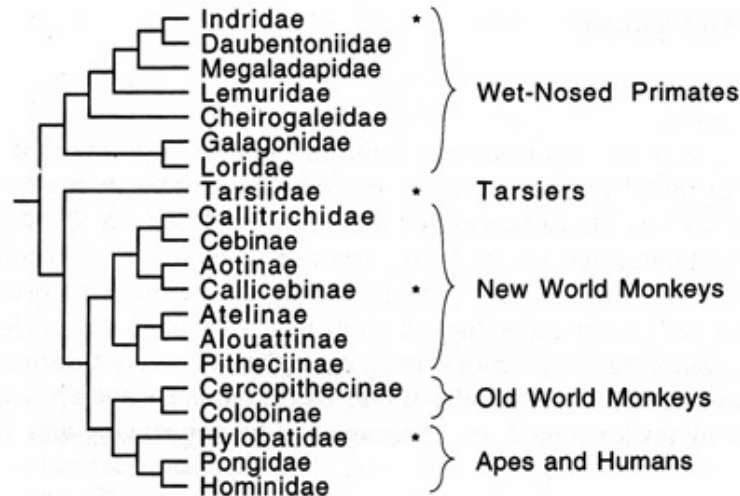 Indridae *
Daubentoniidae
Megaladapidae
Lemuridae
Cheirogaleidae
Galagonidae
Loridae
Wet-Nosed Primates
Tarsiidae * Tarsiers
Callitrichidae
Cebinae
Aotinae
Callicebinae * New World Monkeys
Atelinae
Alouattinae
Pitheciinae
Cercopithecinae
Colobinae
Old World Monkeys
Hylobatidae *
Pongidae Apes and Humans
Hominidae